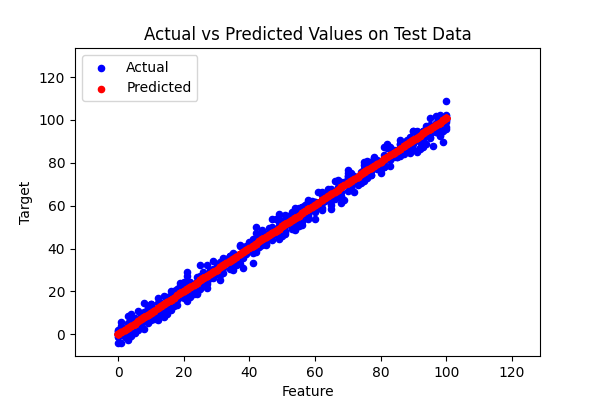 Actual vs Predicted Values on Test Data
Actual
Predicted
120
100
80
60
40
20
0
Target
0 20 40 60 80 100 120
Feature